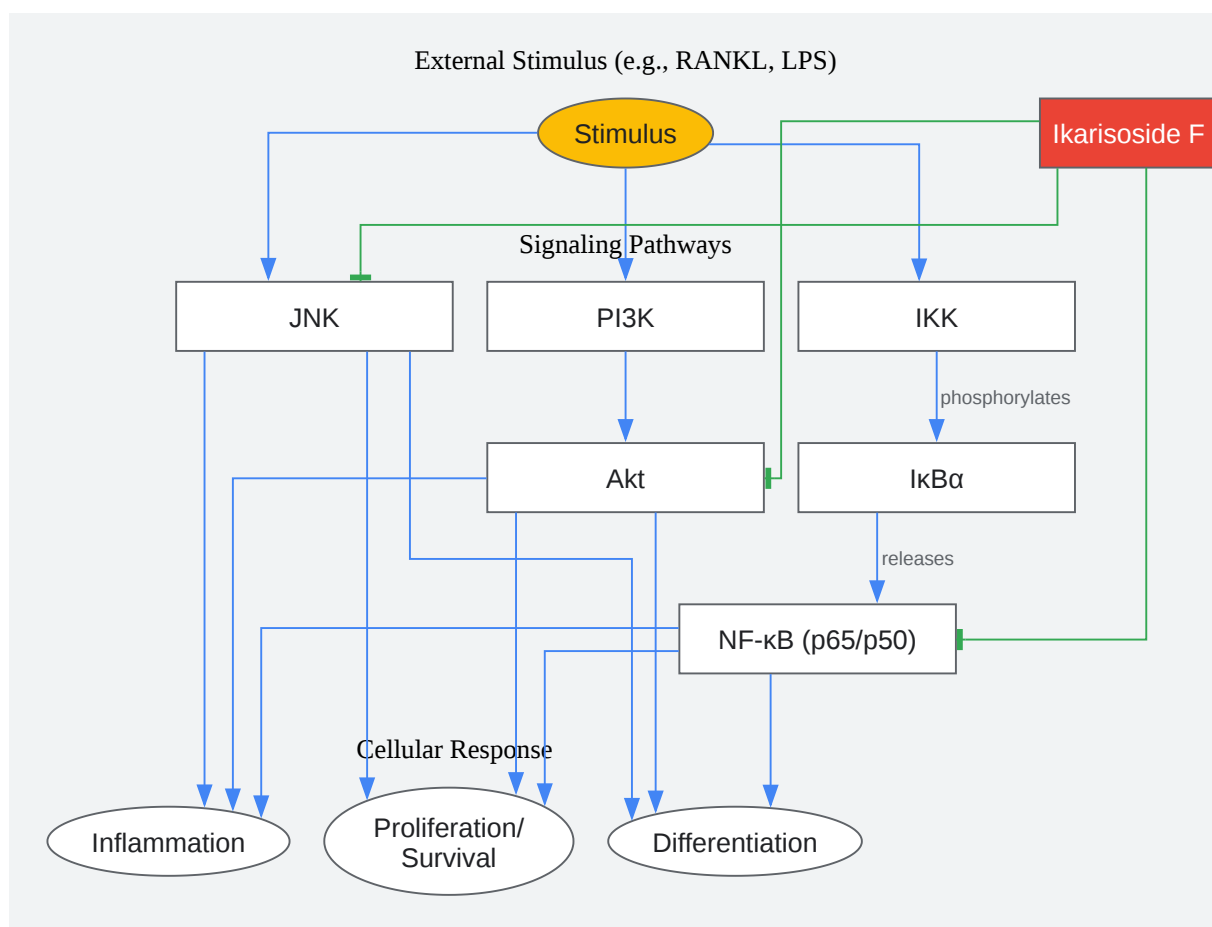 External Stimulus (e.g., RANKL, LPS)
Stimulus
Ikarisoside F
Signaling Pathways
JNK
PI3K
IKK
phosphorylates
Akt
IκBα
releases
NF-κB (p65/p50)
Cellular Response
Inflammation
Proliferation/
Survival
Differentiation